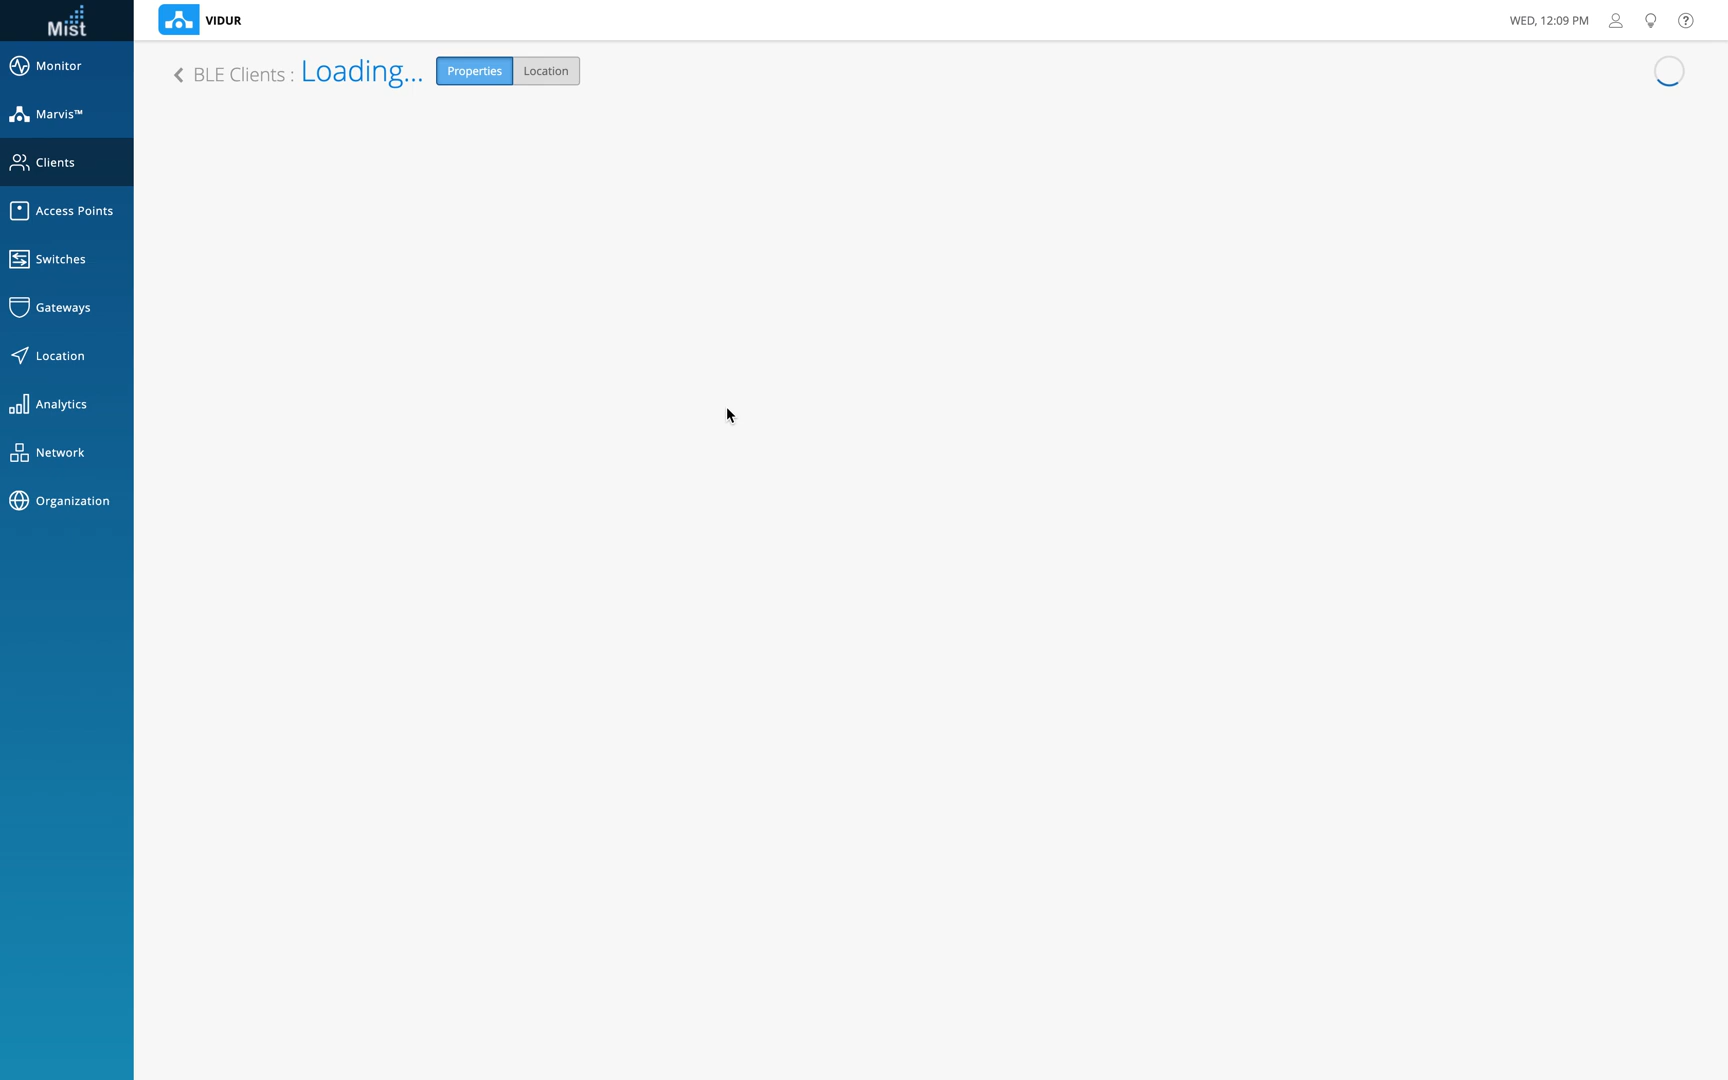 Mist
VIDUR
WED, 12:09 PM
?
BLE Clients : Loading...
Properties
Location
Monitor
Marvis™
Clients
Access Points
Switches
Gateways
Location
Analytics
Network
Organization